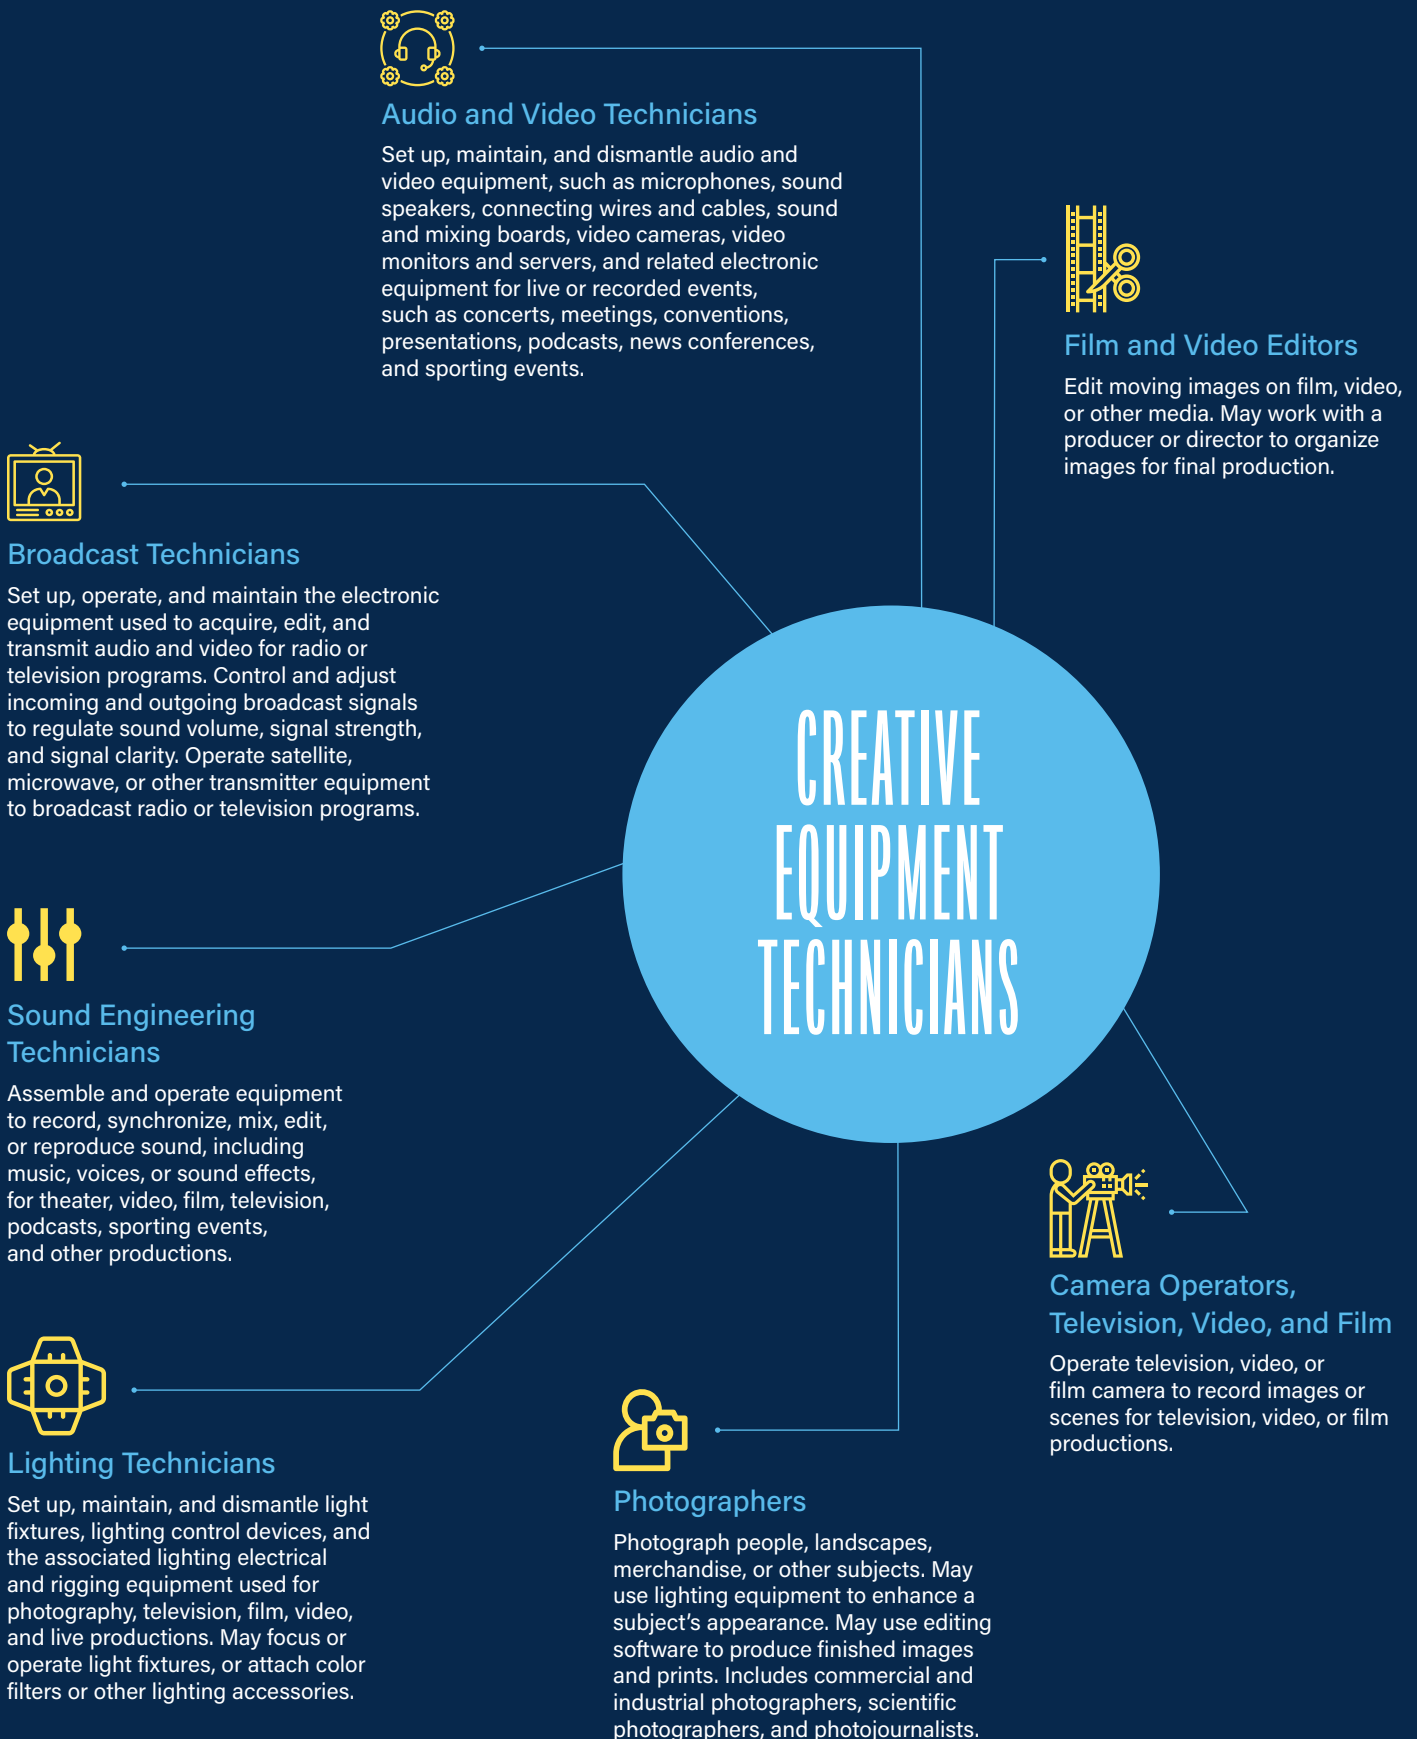 Audio and Video Technicians
Set up, maintain, and dismantle audio and
video equipment, such as microphones, sound
speakers, connecting wires and cables, sound
and mixing boards, video cameras, video
monitors and servers, and related electronic
equipment for live or recorded events,
such as concerts, meetings, conventions,
presentations, podcasts, news conferences,
and sporting events.
Film and Video Editors
Edit moving images on film, video,
or other media. May work with a
producer or director to organize
images for final production.
Broadcast Technicians
Set up, operate, and maintain the electronic
equipment used to acquire, edit, and
transmit audio and video for radio or
television programs. Control and adjust
incoming and outgoing broadcast signals
to regulate sound volume, signal strength,
and signal clarity. Operate satellite,
microwave, or other transmitter equipment
to broadcast radio or television programs.
CREATIVE
EQUIPMENT
TECHNICIANS
Sound Engineering
Technicians
Assemble and operate equipment
to record, synchronize, mix, edit,
or reproduce sound, including
music, voices, or sound effects,
for theater, video, film, television,
podcasts, sporting events,
and other productions.
Camera Operators,
Television, Video, and Film
Operate television, video, or
film camera to record images or
scenes for television, video, or film
productions.
Lighting Technicians
Set up, maintain, and dismantle light
fixtures, lighting control devices, and
the associated lighting electrical
and rigging equipment used for
photography, television, film, video,
and live productions. May focus or
operate light fixtures, or attach color
filters or other lighting accessories.
Photographers
Photograph people, landscapes,
merchandise, or other subjects. May
use lighting equipment to enhance a
subject's appearance. May use editing
software to produce finished images
and prints. Includes commercial and
industrial photographers, scientific
photographers, and photojournalists.